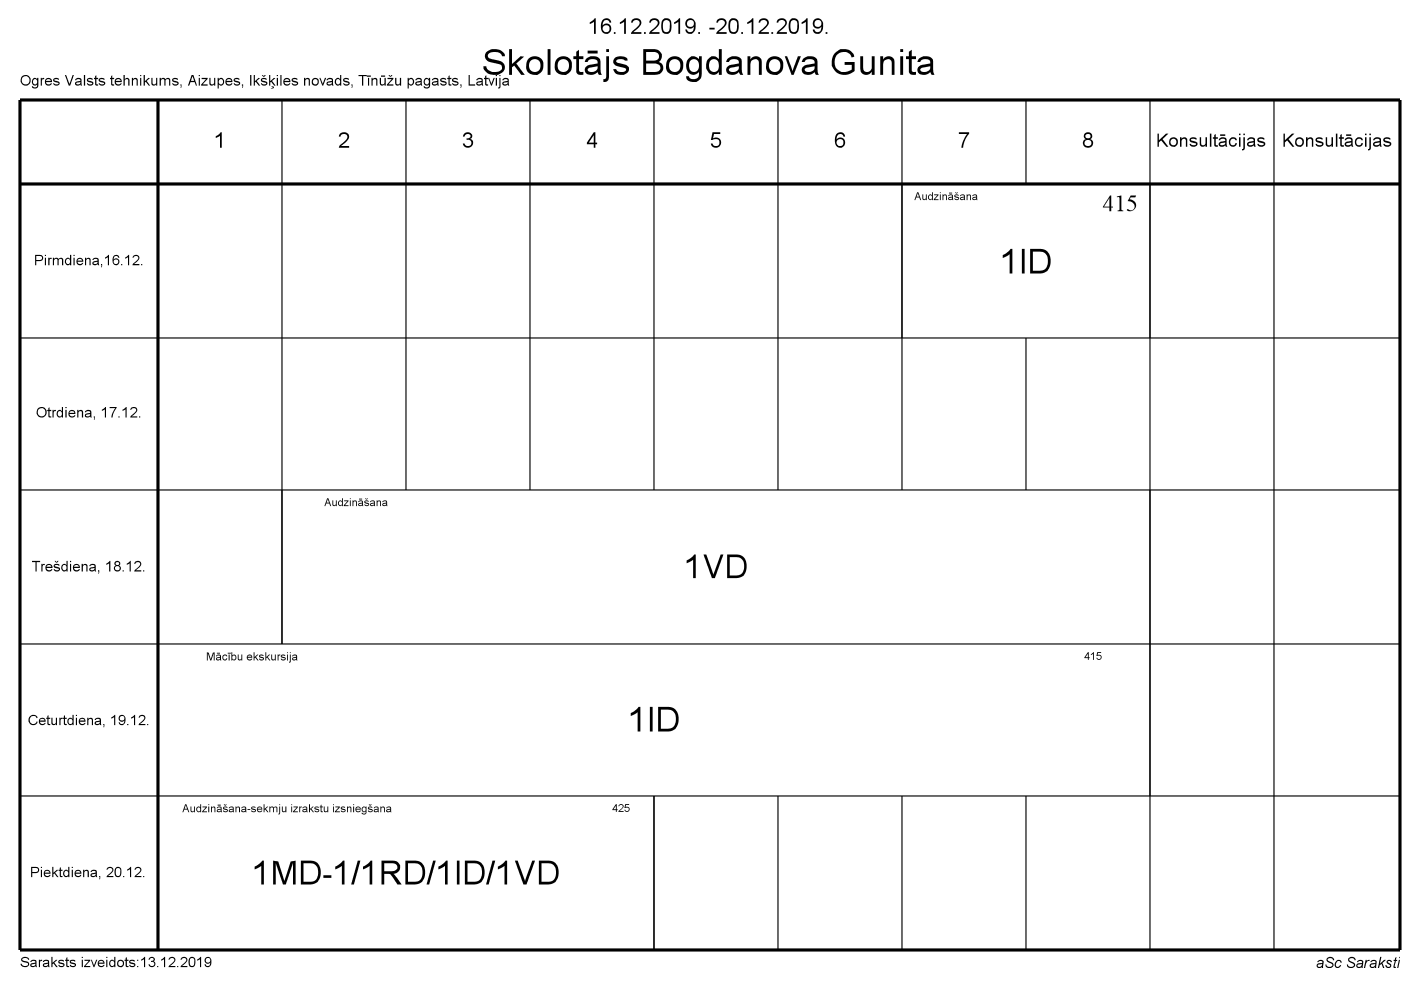 16.12.2019. -20.12.2019.
Skolotājs Bogdanova Gunita
Ogres Valsts tehnikums, Aizupes, Ikšķiles novads, Tīnūžu pagasts, Latvija
1 2 3 4 5 6 7 8 Konsultācijas Konsultācijas
Audzināšana 415
Pirmdiena,16.12. 1ID
Otrdiena, 17.12.
Audzināšana
Trešdiena, 18.12. 1VD
Mācību ekskursija 415
Ceturtdiena, 19.12. 1ID
Audzināšana-sekmju izrakstu izsniegšana 425
Piektdiena, 20.12. 1MD-1/1RD/1ID/1VD
Saraksts izveidots:13.12.2019 aSc Saraksti